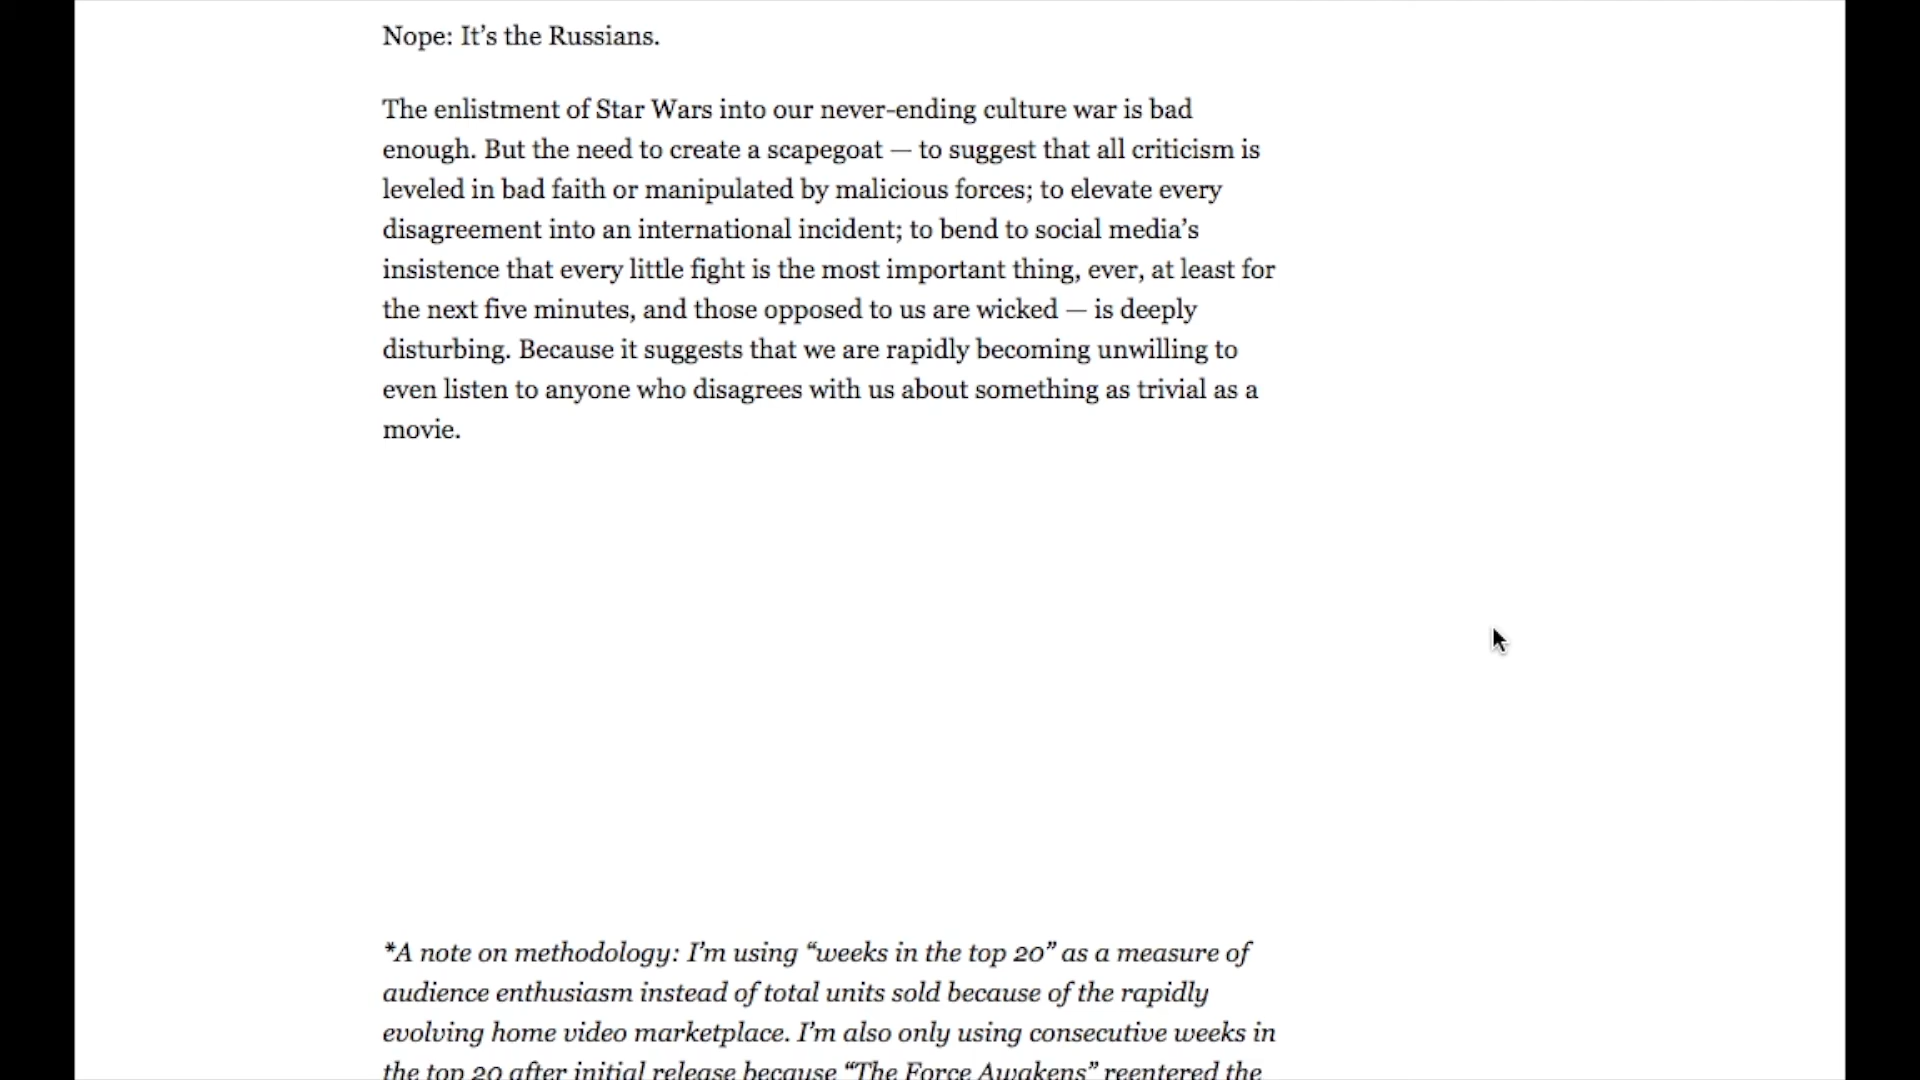 Nope: It’s the Russians.
The enlistment of Star Wars into our never-ending culture war is bad
enough. But the need to create a scapegoat — to suggest that all criticism is
leveled in bad faith or manipulated by malicious forces; to elevate every
disagreement into an international incident; to bend to social media’s
insistence that every little fight is the most important thing, ever, at least for
the next five minutes, and those opposed to us are wicked — is deeply
disturbing. Because it suggests that we are rapidly becoming unwilling to
even listen to anyone who disagrees with us about something as trivial as a
movie.
*A note on methodology: I’m using “weeks in the top 20” as a measure of
audience enthusiasm instead of total units sold because of the rapidly
evolving home video marketplace. I’m also only using consecutive weeks in
the top 20 after initial release because “The Force Awakens” reentered the